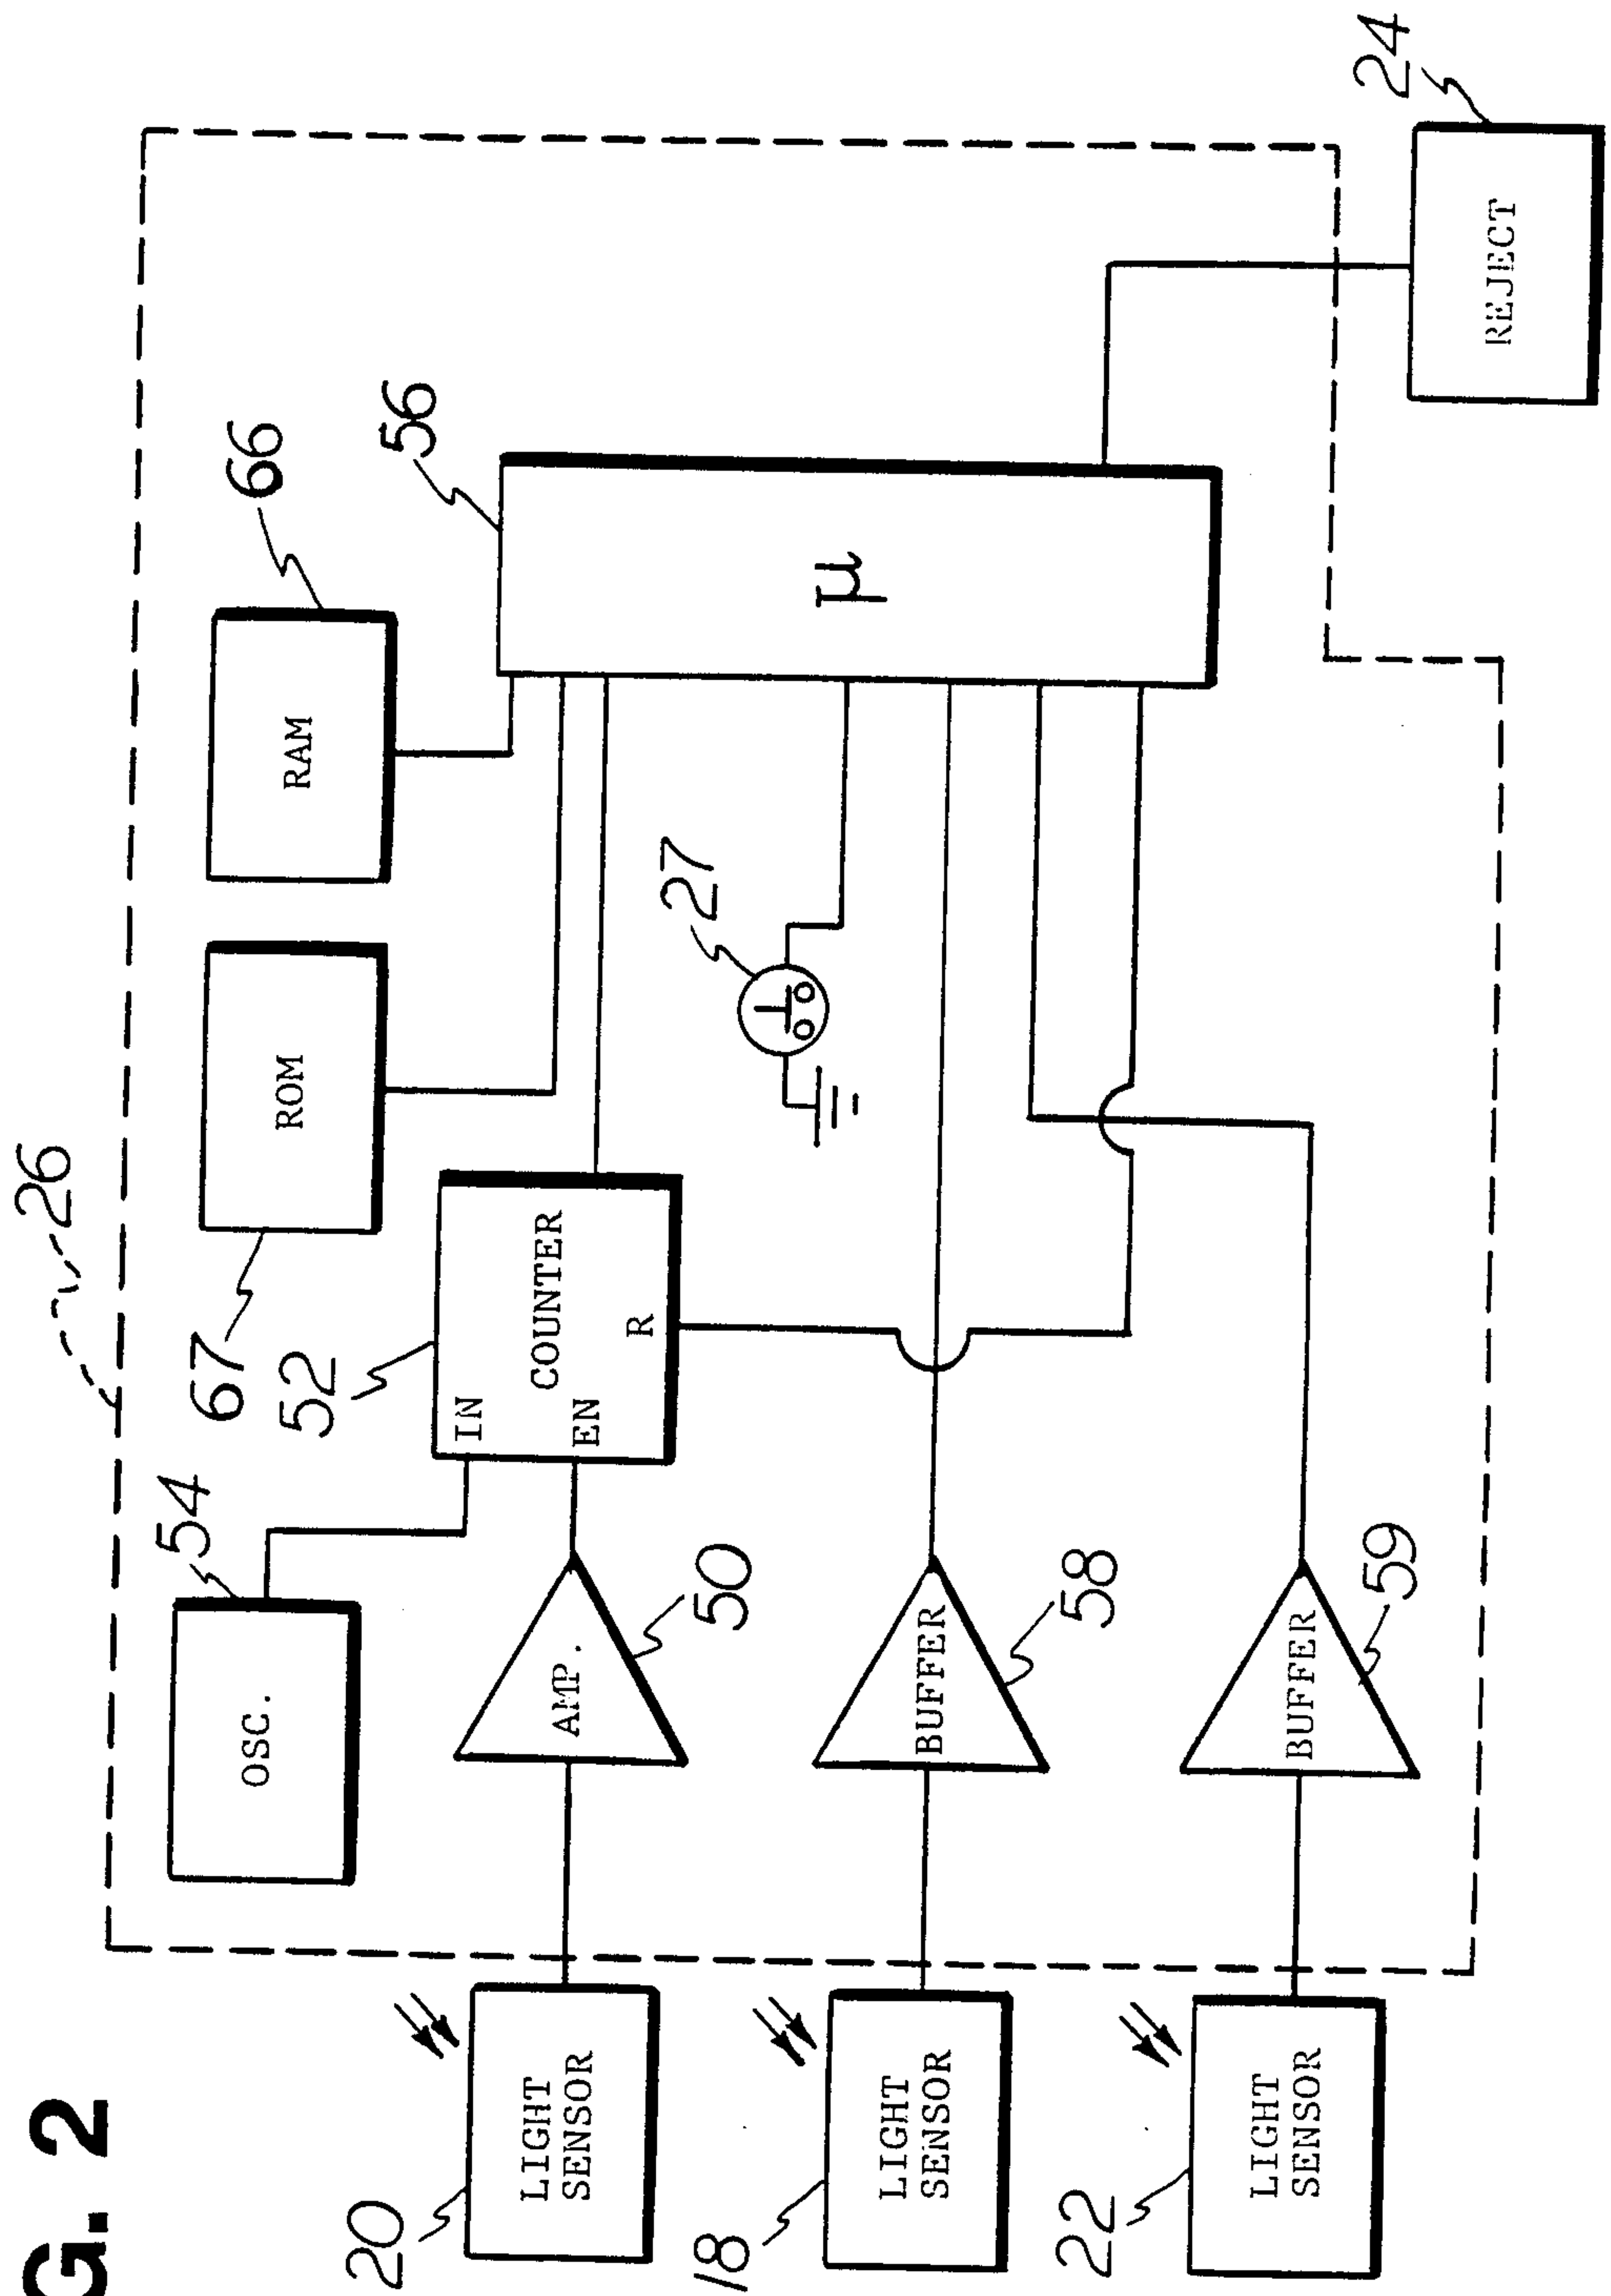 G. 2
26
67
ROM
RAM
66
54
OSC.
52
IN
COUNTER
EN
R
56
µ
27
20
LIGHT
SENSOR
AMP.
50
18
LIGHT
SENSOR
BUFFER
58
22
LIGHT
SENSOR
BUFFER
59
REJECT
24